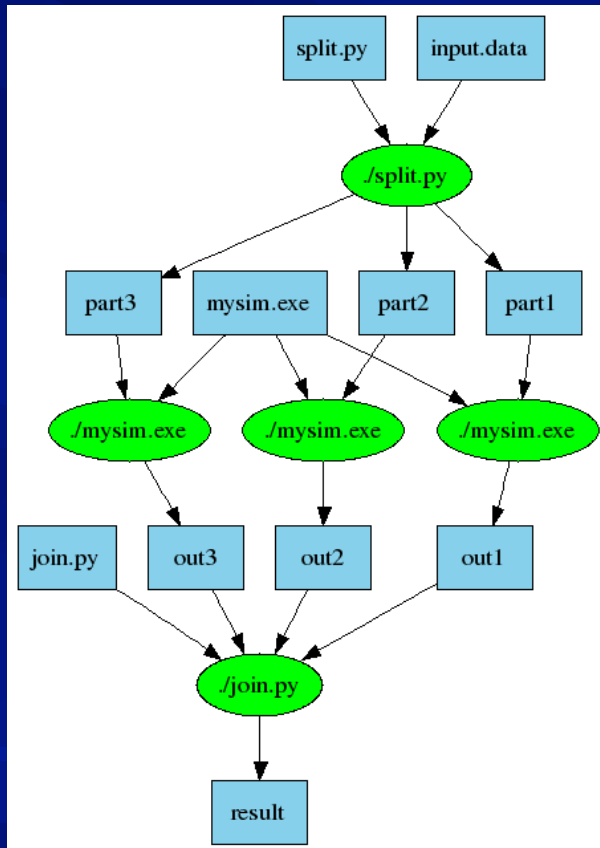 split.py
input.data
./split.py
part3
mysim.exe
part2
part1
./mysim.exe
./mysim.exe
./mysim.exe
join.py
out3
out2
out1
./join.py
result